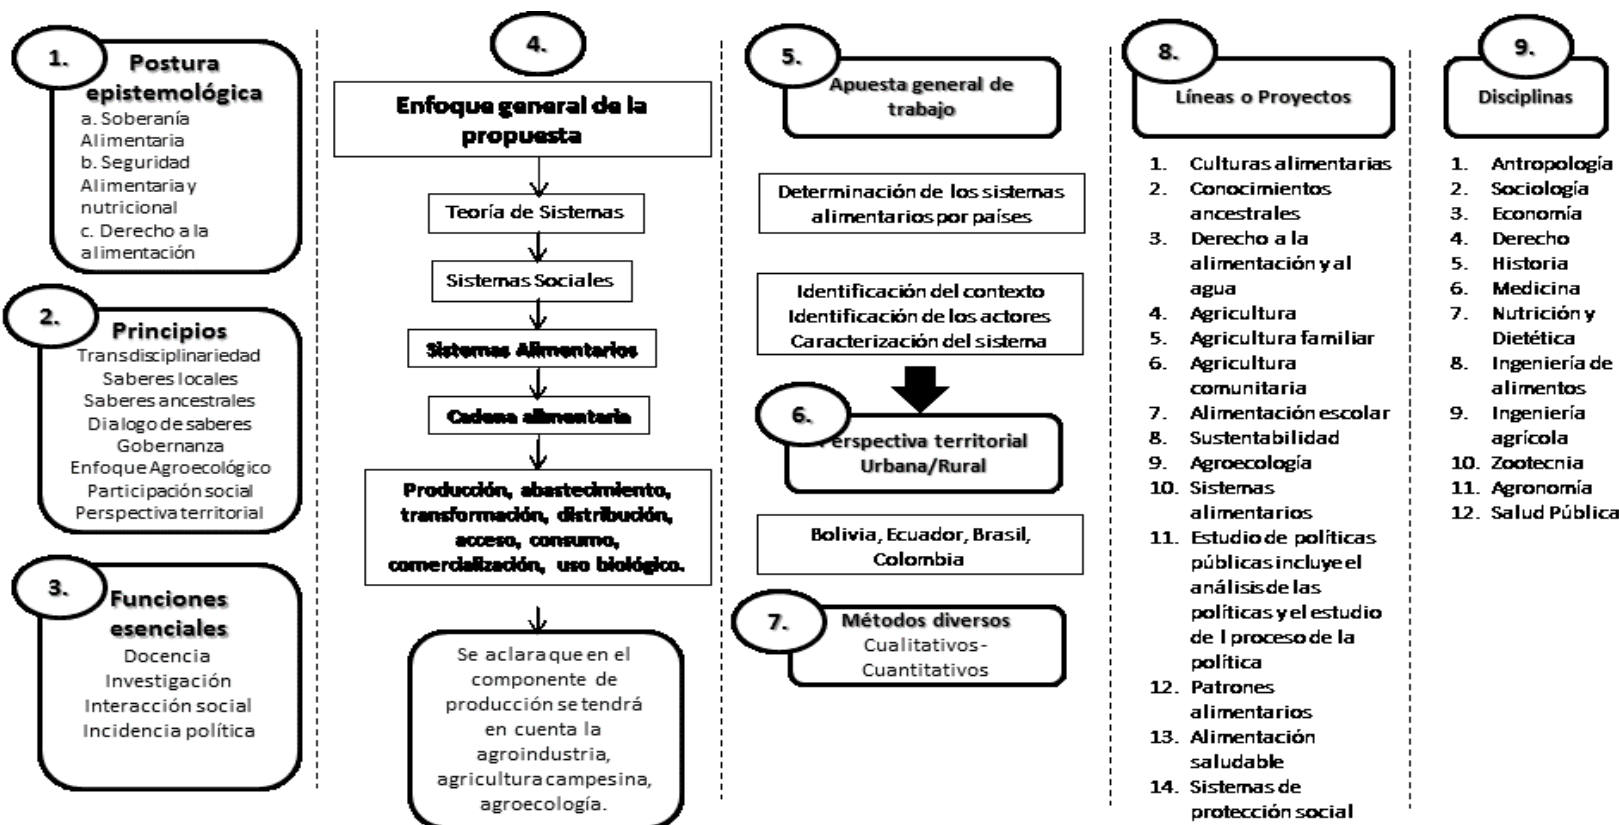 1.
Postura
epistemológica
a. Soberanía
Alimentaria
b. Seguridad
Alimentaria y
nutricional
c. Derecho a la
alimentación
2.
Principios
Transdisciplinariedad
Saberes locales
Saberes ancestrales
Dialogo de saberes
Gobernanza
Enfoque Agroecológico
Participación social
Perspectiva territorial
3.
Funciones
esenciales
Docencia
Investigación
Interacción social
Incidencia política
4.
Enfoque general de la
propuesta
Teoría de Sistemas
Sistemas Sociales
Sistemas Alimentarios
Cadena alimentaria
Producción, abastecimiento,
transformación, distribución,
acceso, consumo,
comercialización, uso biológico.
Se aclara que en el
componente de
producción se tendrá
en cuenta la
agroindustria,
agricultura campesina,
agroecología.
5.
Apuesta general de
trabajo
Determinación de los sistemas
alimentarios por países
Identificación del contexto
Identificación de los actores
Caracterización del sistema
6.
Perspectiva territorial
Urbana/Rural
Bolivia, Ecuador, Brasil,
Colombia
7.
Métodos diversos
Cualitativos-
Cuantitativos
8.
Líneas o Proyectos
1. Culturas alimentarias
2. Conocimientos
ancestrales
3. Derecho a la
alimentación y al
agua
4. Agricultura
5. Agricultura familiar
6. Agricultura
comunitaria
7. Alimentación escolar
8. Sustentabilidad
9. Agroecología
10. Sistemas
alimentarios
11. Estudio de políticas
públicas incluye el
análisis de las
políticas y el estudio
de l proceso de la
política
12. Patrones
alimentarios
13. Alimentación
saludable
14. Sistemas de
protección social
9.
Disciplinas
1. Antropología
2. Sociología
3. Economía
4. Derecho
5. Historia
6. Medicina
7. Nutrición y
Dietética
8. Ingeniería de
alimentos
9. Ingeniería
agrícola
10. Zootecnia
11. Agronomía
12. Salud Pública